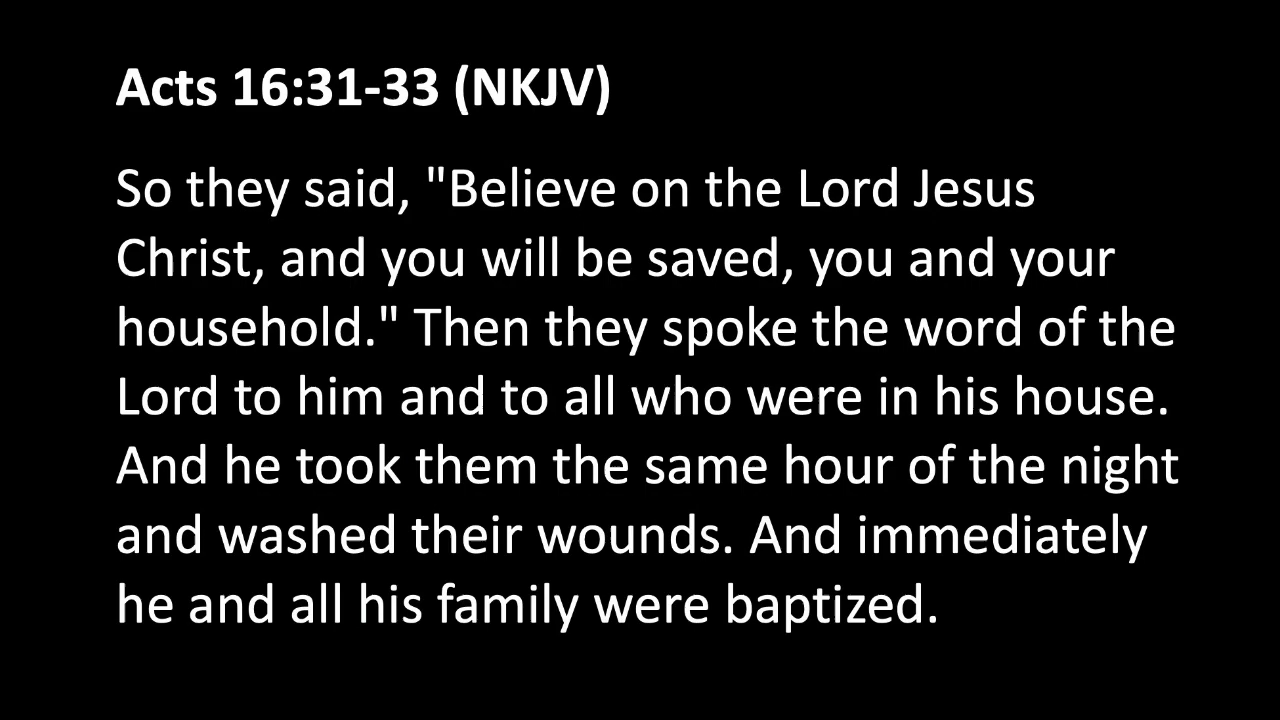 Acts 16:31-33 (NKJV)
So they said, "Believe on the Lord Jesus
Christ, and you will be saved, you and your
household." Then they spoke the word of the
Lord to him and to all who were in his house.
And he took them the same hour of the night
and washed their wounds. And immediately
he and all his family were baptized.